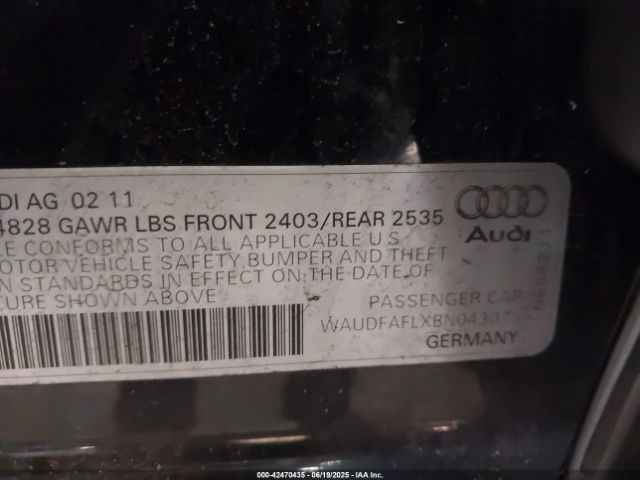 DI AG 02 11
4828 GAWR LBS FRONT 2403/REAR 2535
LE CONFORMS TO ALL APPLICABLE U S
OTOR VEHICLE SAFETY, BUMPER AND THEFT
N STANDARDS IN EFFECT ON THE DATE OF
CTURE SHOWN ABOVE
Audi
PASSENGER CAR
GERMANY
000-42470435 - 06/19/2025 - IAA Inc.